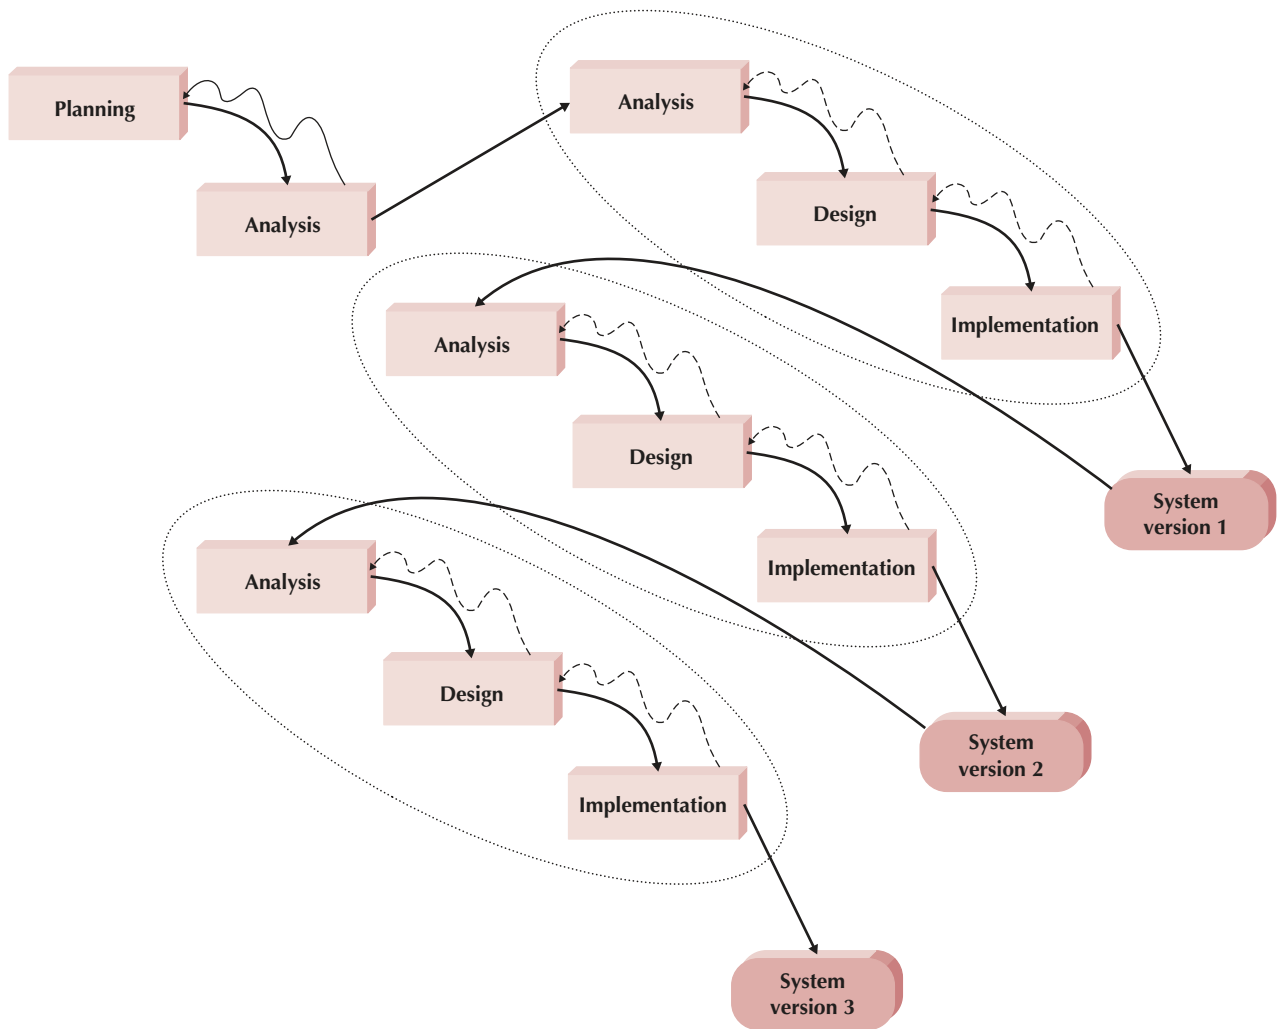 Planning
Analysis
Analysis
Design
Implementation
System
version 1
Analysis
Design
Implementation
System
version 2
Analysis
Design
Implementation
System
version 3